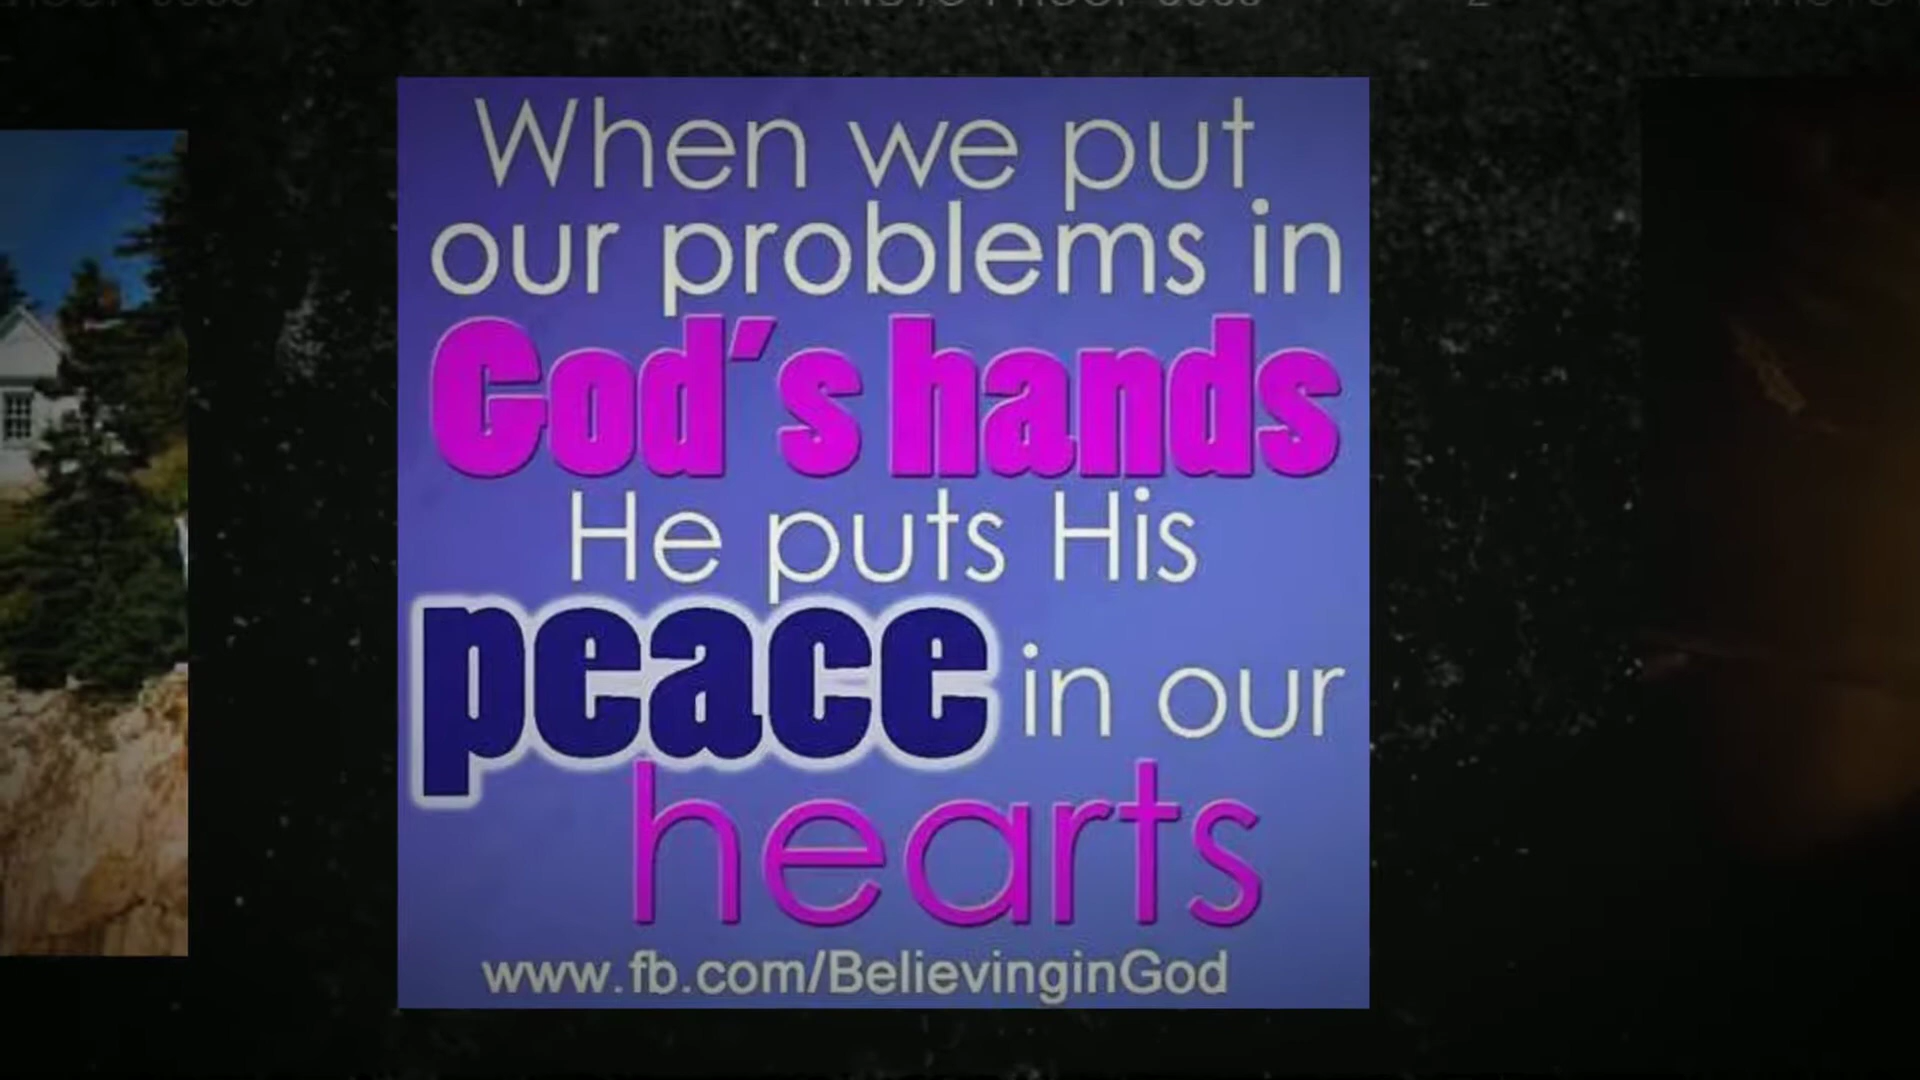 When we put
our problems in
God's hands
He puts His
peace in our
hearts
www.fb.com/BelievinginGod